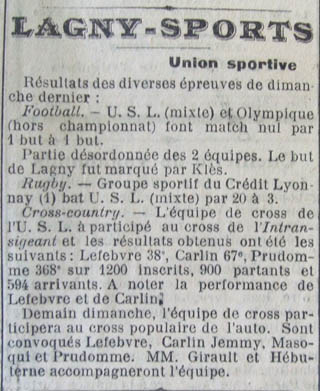 LAGNY-SPORTS
Union sportive
Résultats des diverses épreuves de diman-
che dernier :
Football. — U. S. L. (mixte) et Olympique
(hors championnat) font match nul par
1 but à 1 but.
Partie désordonnée des 2 équipes. Le but
de Lagny fut marqué par Klès.
Rugby. — Groupe sportif du Crédit Lyon-
nay (1) bat U. S. L. (mixte) par 20 à 3.
Cross-country. — L'équipe de cross de
l'U. S. L. à participé au cross de l'Intran-
sigeant et les résultats obtenus ont été les
suivants : Lefebvre 38e, Carlin 67e, Prudom-
me 368e sur 1200 inscrits, 900 partants et
594 arrivants. A noter la performance de
Lefebvre et de Carlin.
Demain dimanche, l'équipe de cross par-
ticipera au cross populaire de l'auto. Sont
convoqués Lefebvre, Carlin Jemmy, Maso-
qui et Prudomme. MM. Girault et Hébu-
terne accompagneront l'équipe.